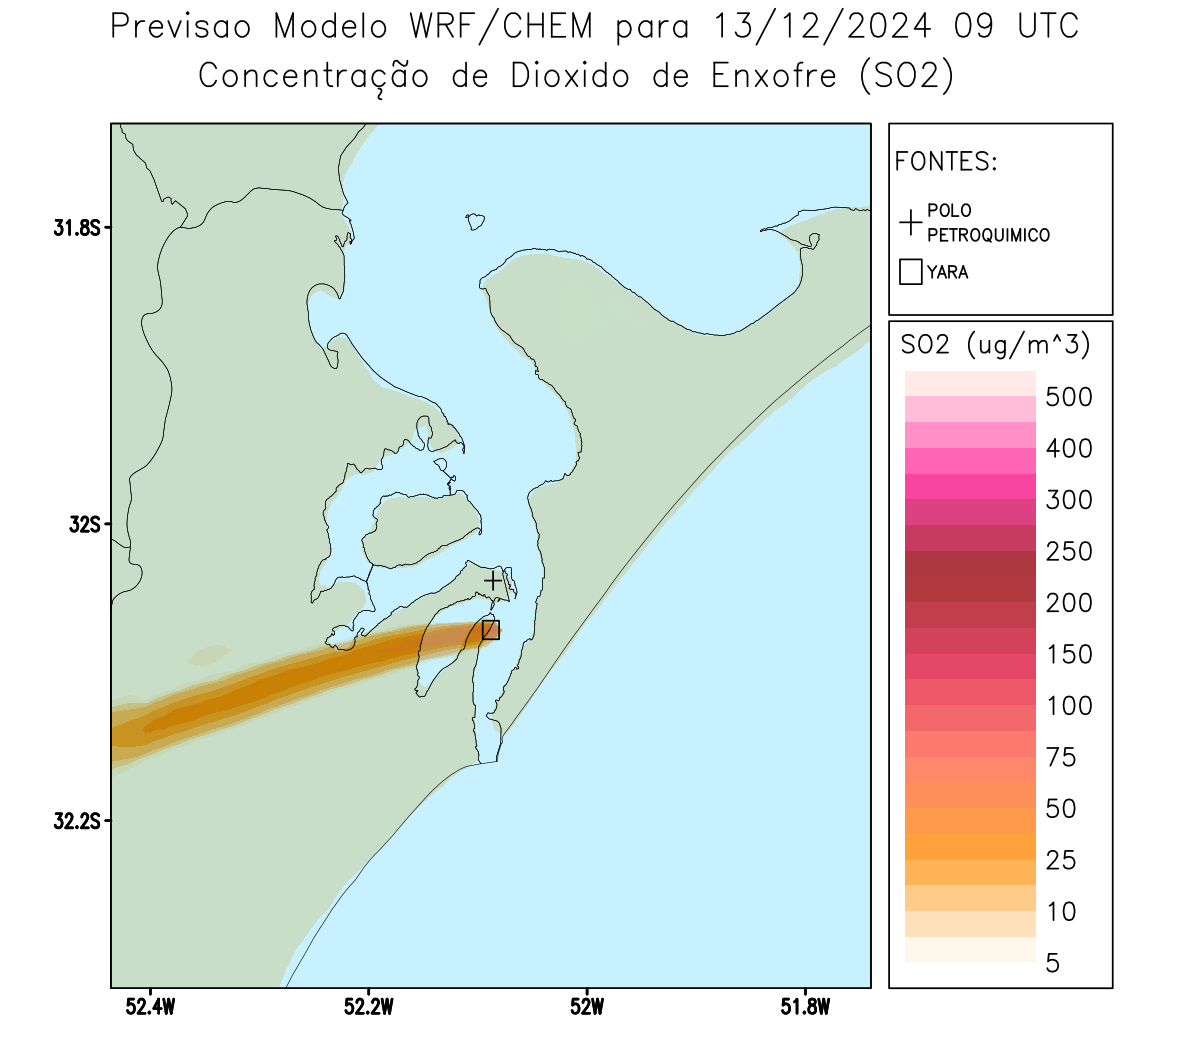 Previsao Modelo WRF/CHEM para 13/12/2024 09 UTC
Concentração de Dioxido de Enxofre (SO2)
FONTES:
POLO
PETROQUIMICO
YARA
SO2 (ug/m^3)
500
400
300
250
200
150
100
75
50
25
10
5
31.8S
32S
32.2S
52.4W
52.2W
52W
51.8W